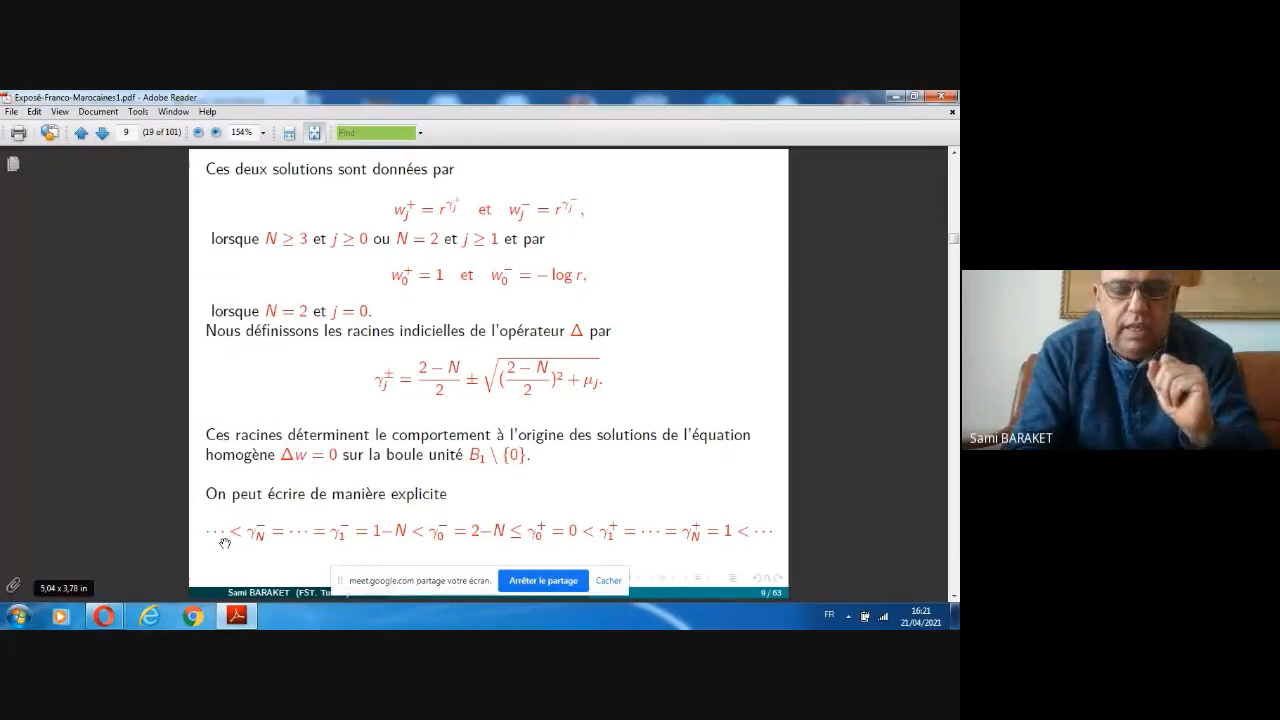 Exposé-Franco-Marocaines1.pdf - Adobe Reader
File Edit View Document Tools Window Help
9 (19 of 101) 154% Find
Ces deux solutions sont données par
w_j^+ = r^{γ_j^+} et w_j^- = r^{γ_j^-},
lorsque N ≥ 3 et j ≥ 0 ou N = 2 et j ≥ 1 et par
w_0^+ = 1 et w_0^- = − log r,
lorsque N = 2 et j = 0.
Nous définissons les racines indicielles de l'opérateur Δ par
γ_j^± = \frac{2 − N}{2} ± \sqrt{(\frac{2 − N}{2})^2 + μ_j}.
Ces racines déterminent le comportement à l'origine des solutions de l'équation
homogène Δw = 0 sur la boule unité B_1 \ {0}.
On peut écrire de manière explicite
··· < γ_N^- = ··· = γ_1^- = 1−N < γ_0^- = 2−N ≤ γ_0^+ = 0 < γ_1^+ = ··· = γ_N^+ = 1 < ···
meet.google.com partage votre écran. Arrêter le partage Cacher
5,04 x 3,78 in
Sami BARAKET (FST. 9 / 63
FR 16:21
21/04/2021
Sami BARAKET